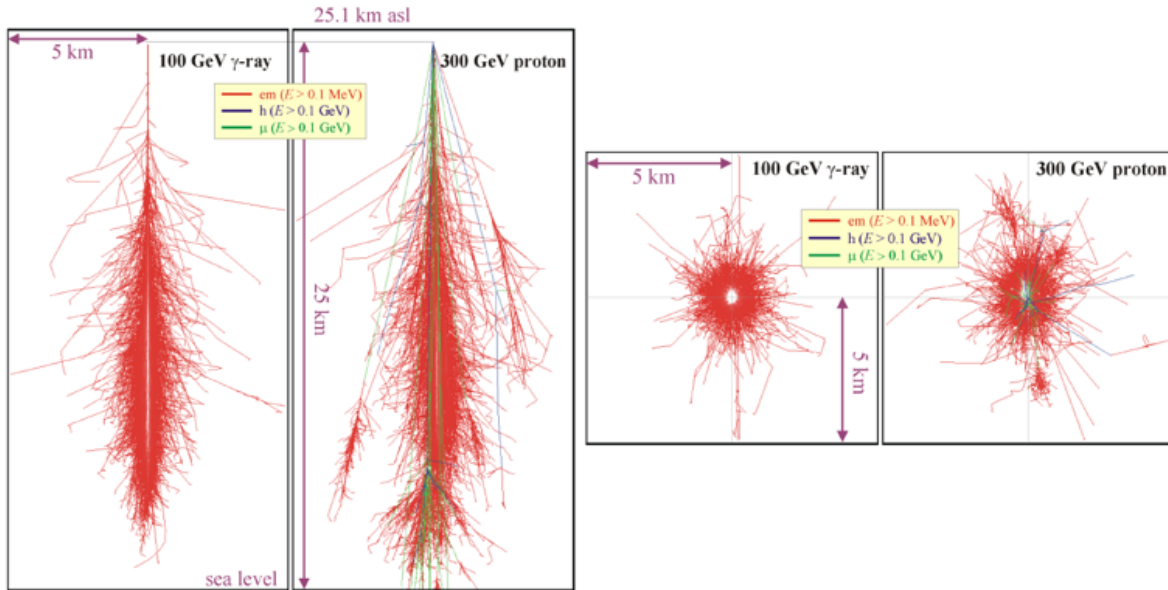 25.1 km asl
5 km
100 GeV γ-ray
300 GeV proton
em (E > 0.1 MeV)
h (E > 0.1 GeV)
μ (E > 0.1 GeV)
25 km
sea level
5 km
100 GeV γ-ray
300 GeV proton
em (E > 0.1 MeV)
h (E > 0.1 GeV)
μ (E > 0.1 GeV)
5 km